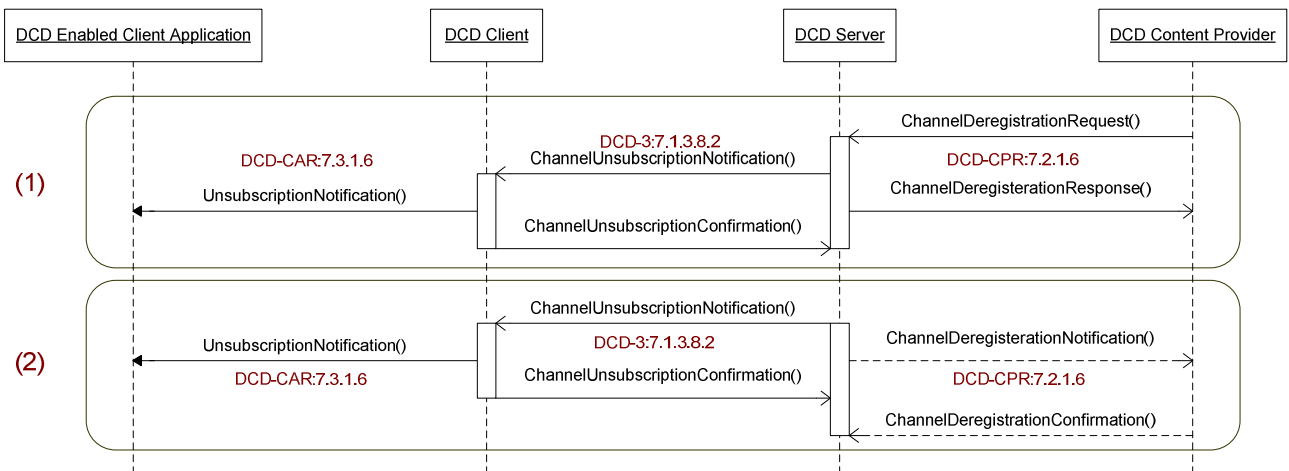 DCD Enabled Client Application
DCD Client
DCD Server
DCD Content Provider
(1)
ChannelDeregistrationRequest()
DCD-3:7.1.3.8.2
DCD-CAR:7.3.1.6
ChannelUnsubscriptionNotification()
DCD-CPR:7.2.1.6
UnsubscriptionNotification()
ChannelDeregisterationResponse()
ChannelUnsubscriptionConfirmation()
(2)
ChannelUnsubscriptionNotification()
UnsubscriptionNotification()
DCD-3:7.1.3.8.2
ChannelDeregisterationNotification()
DCD-CAR:7.3.1.6
ChannelUnsubscriptionConfirmation()
DCD-CPR:7.2.1.6
ChannelDeregistrationConfirmation()